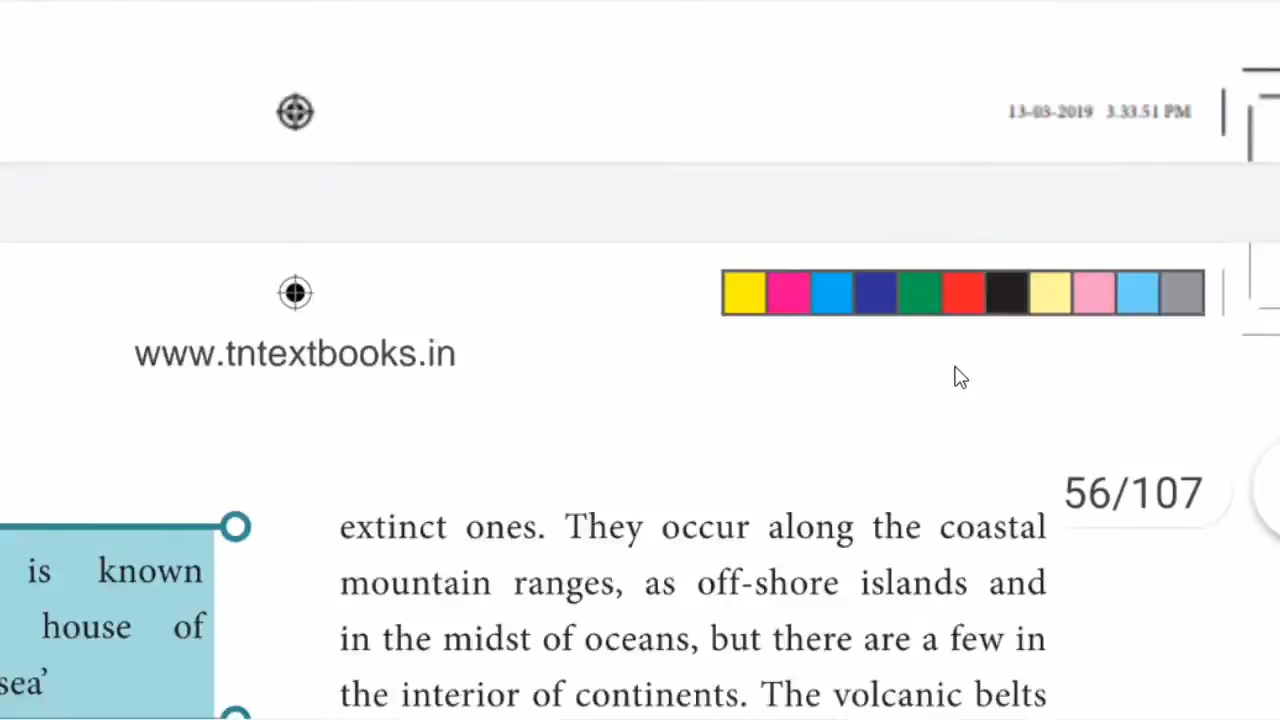 13-03-2019 3.33.51 PM
www.tntextbooks.in
56/107
is known
house of
sea’
extinct ones. They occur along the coastal
mountain ranges, as off-shore islands and
in the midst of oceans, but there are a few in
the interior of continents. The volcanic belts